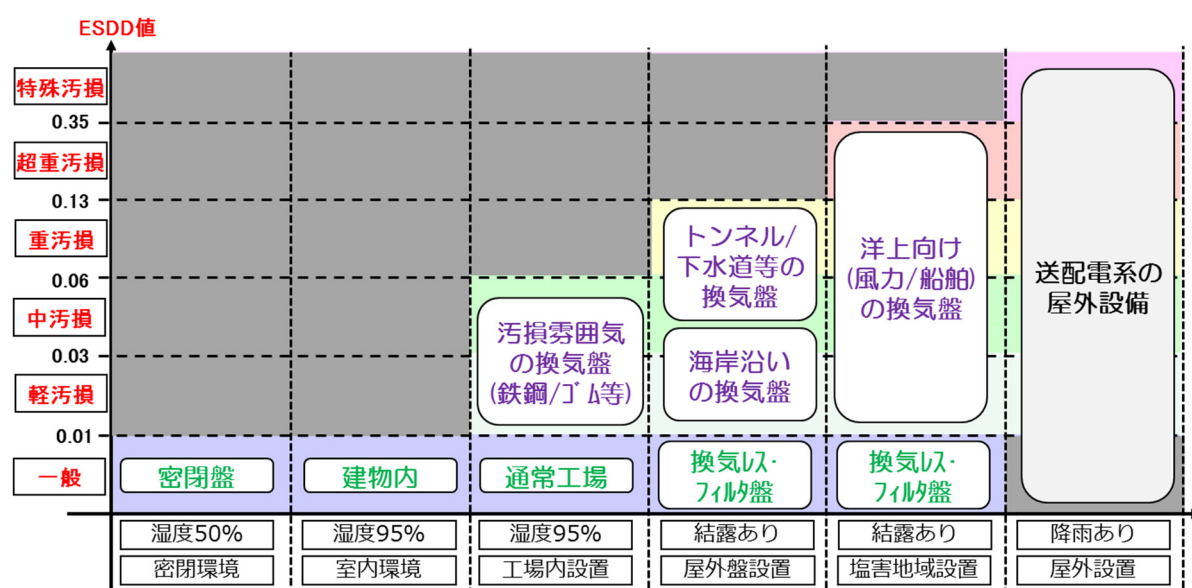 ESDD値
特殊汚損
0.35
超重汚損
0.13
重汚損
0.06
中汚損
0.03
軽汚損
0.01
一般
トンネル/
下水道等の
換気盤
洋上向け
(風力/船舶)
の換気盤
送配電系の
屋外設備
汚損雰囲気
の換気盤
(鉄鋼/ｺﾞﾑ等)
海岸沿い
の換気盤
密閉盤
建物内
通常工場
換気ﾚｽ・
ﾌｨﾙﾀ盤
換気ﾚｽ・
ﾌｨﾙﾀ盤
湿度50%
湿度95%
湿度95%
結露あり
結露あり
降雨あり
密閉環境
室内環境
工場内設置
屋外盤設置
塩害地域設置
屋外設置